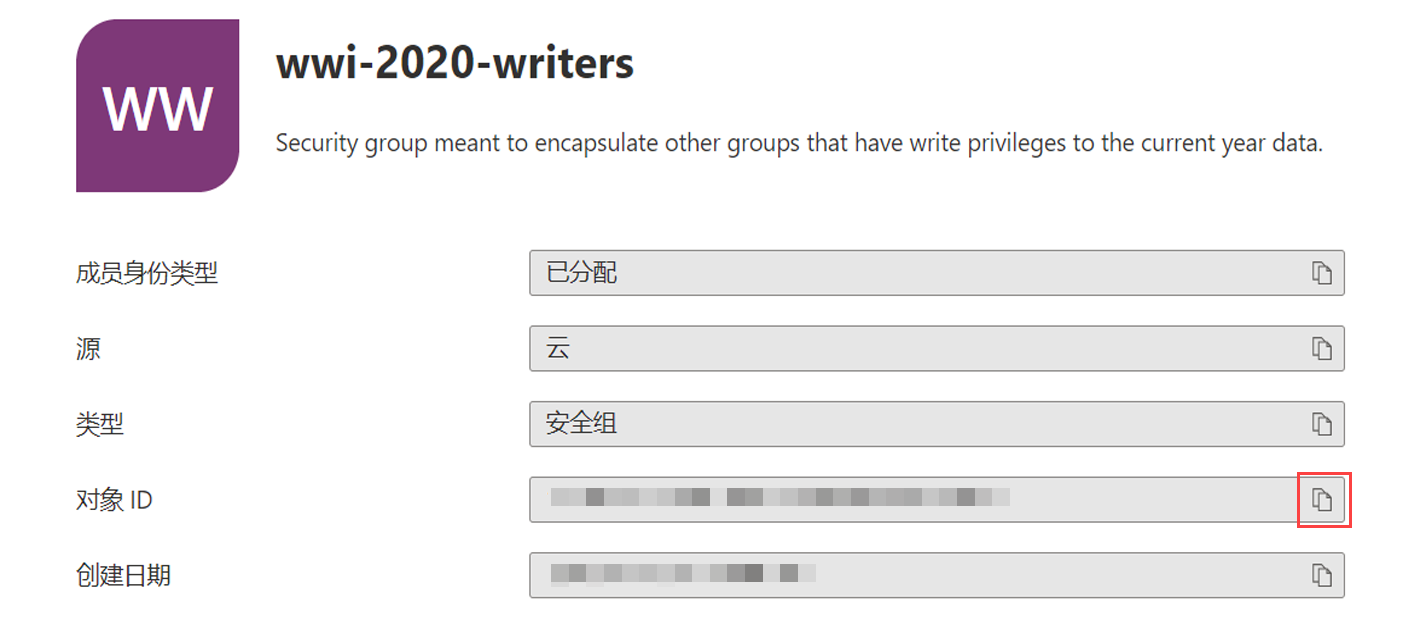 WW
wwi-2020-writers
Security group meant to encapsulate other groups that have write privileges to the current year data.
成员身份类型 已分配
源 云
类型 安全组
对象 ID
创建日期